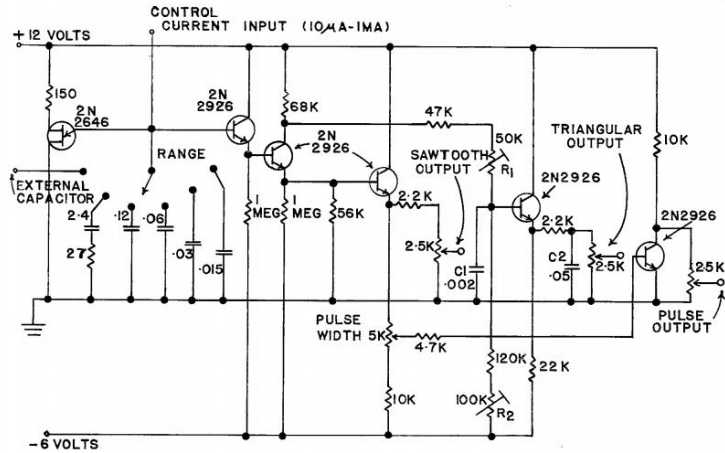 CONTROL
CURRENT INPUT (10μA-1MA)
+12 VOLTS
150
2N
2646
2N
2926
68K
2N
2926
47K
50K
R1
SAWTOOTH
OUTPUT
TRIANGULAR
OUTPUT
10K
2N2926
2N2926
RANGE
EXTERNAL
CAPACITOR
2.4
27
.12
.06
.03
.015
1
MEG
1
MEG
56K
2.2K
2.5K
C1
.002
2.2K
C2
.05
2.5K
25K
PULSE
OUTPUT
PULSE
WIDTH 5K
4.7K
10K
120K
100K
R2
22K
-6 VOLTS